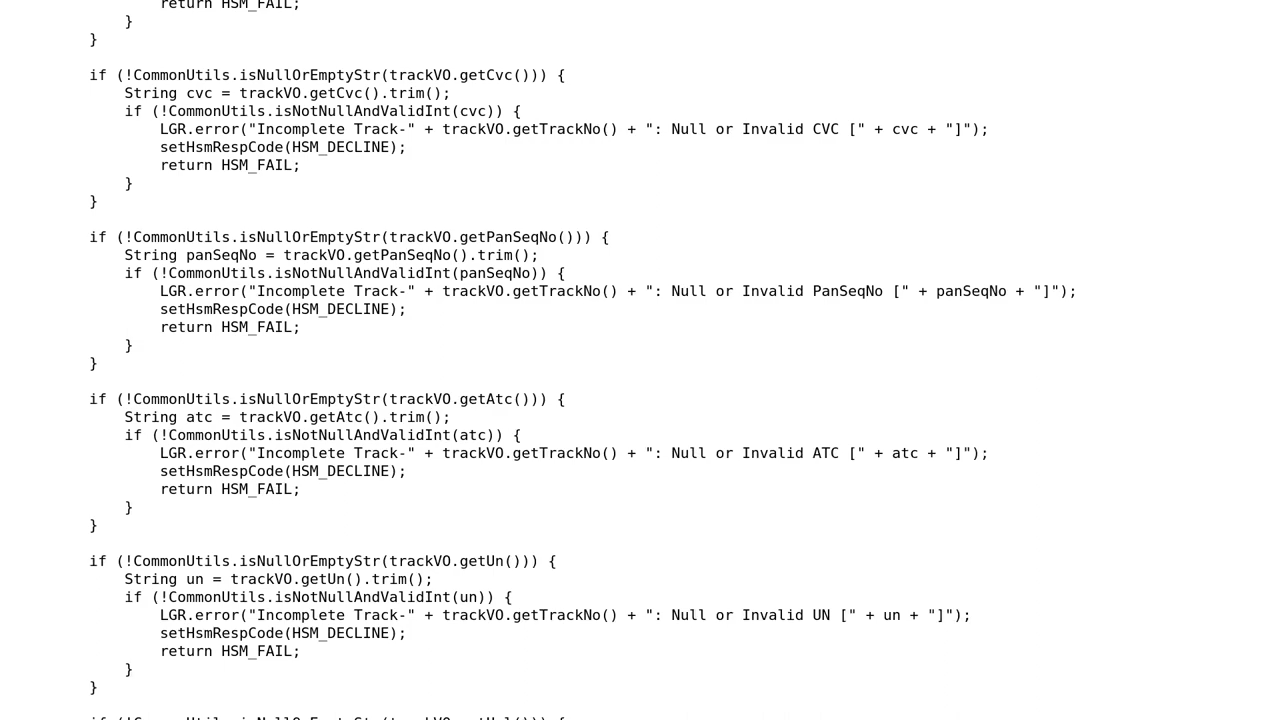 return HSM_FAIL;
}
}
if (!CommonUtils.isNullOrEmptyStr(trackVO.getCvc())) {
String cvc = trackVO.getCvc().trim();
if (!CommonUtils.isNotNullAndValidInt(cvc)) {
LGR.error("Incomplete Track-" + trackVO.getTrackNo() + ": Null or Invalid CVC [" + cvc + "]");
setHsmRespCode(HSM_DECLINE);
return HSM_FAIL;
}
}
if (!CommonUtils.isNullOrEmptyStr(trackVO.getPanSeqNo())) {
String panSeqNo = trackVO.getPanSeqNo().trim();
if (!CommonUtils.isNotNullAndValidInt(panSeqNo)) {
LGR.error("Incomplete Track-" + trackVO.getTrackNo() + ": Null or Invalid PanSeqNo [" + panSeqNo + "]");
setHsmRespCode(HSM_DECLINE);
return HSM_FAIL;
}
}
if (!CommonUtils.isNullOrEmptyStr(trackVO.getAtc())) {
String atc = trackVO.getAtc().trim();
if (!CommonUtils.isNotNullAndValidInt(atc)) {
LGR.error("Incomplete Track-" + trackVO.getTrackNo() + ": Null or Invalid ATC [" + atc + "]");
setHsmRespCode(HSM_DECLINE);
return HSM_FAIL;
}
}
if (!CommonUtils.isNullOrEmptyStr(trackVO.getUn())) {
String un = trackVO.getUn().trim();
if (!CommonUtils.isNotNullAndValidInt(un)) {
LGR.error("Incomplete Track-" + trackVO.getTrackNo() + ": Null or Invalid UN [" + un + "]");
setHsmRespCode(HSM_DECLINE);
return HSM_FAIL;
}
}